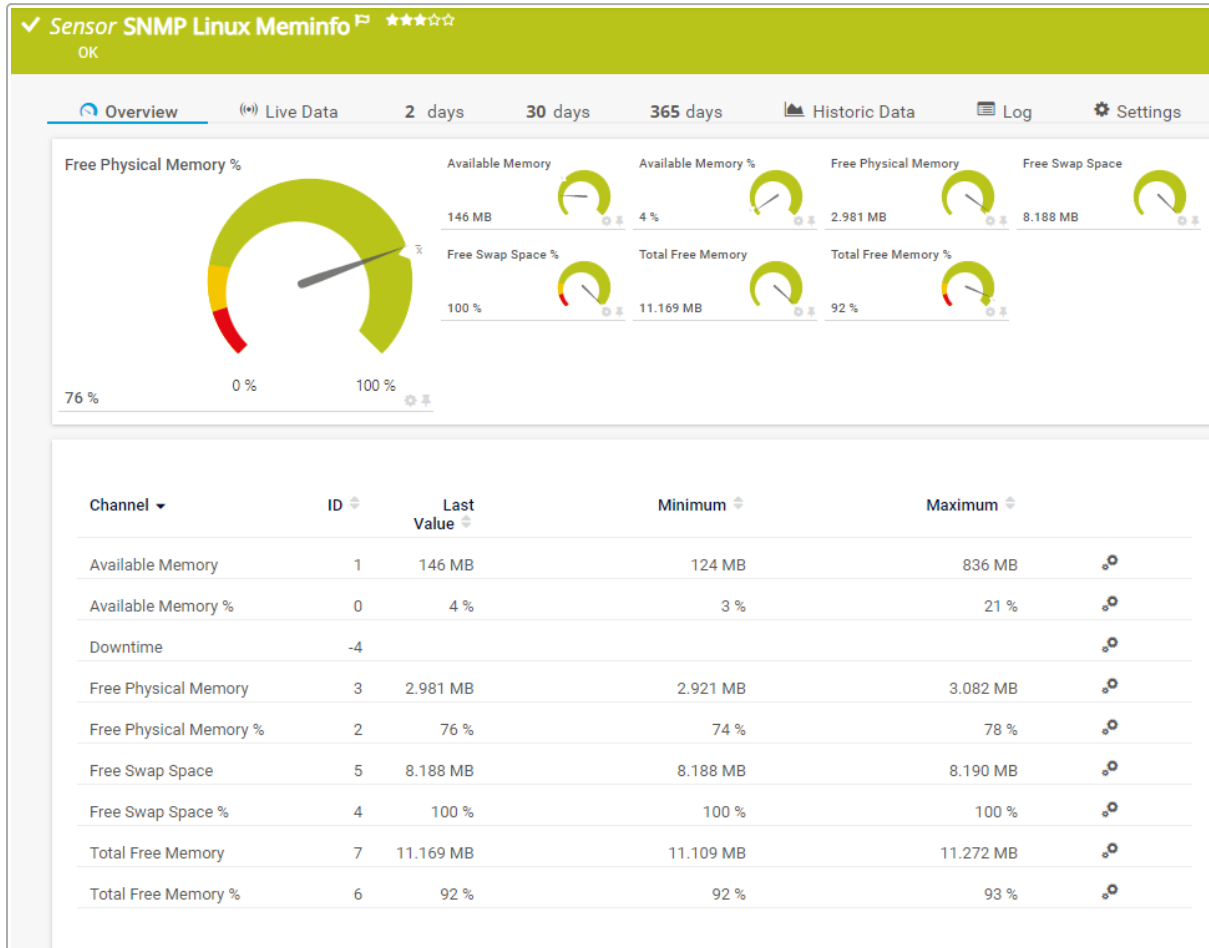 Sensor SNMP Linux Meminfo
OK
Overview Live Data 2 days 30 days 365 days Historic Data Log Settings
Free Physical Memory %
0 % 100 %
76 %
Available Memory
146 MB
Available Memory %
4 %
Free Physical Memory
2.981 MB
Free Swap Space
8.188 MB
Free Swap Space %
100 %
Total Free Memory
11.169 MB
Total Free Memory %
92 %
Channel ID Last Value Minimum Maximum
Available Memory 1 146 MB 124 MB 836 MB
Available Memory % 0 4 % 3 % 21 %
Downtime -4
Free Physical Memory 3 2.981 MB 2.921 MB 3.082 MB
Free Physical Memory % 2 76 % 74 % 78 %
Free Swap Space 5 8.188 MB 8.188 MB 8.190 MB
Free Swap Space % 4 100 % 100 % 100 %
Total Free Memory 7 11.169 MB 11.109 MB 11.272 MB
Total Free Memory % 6 92 % 92 % 93 %